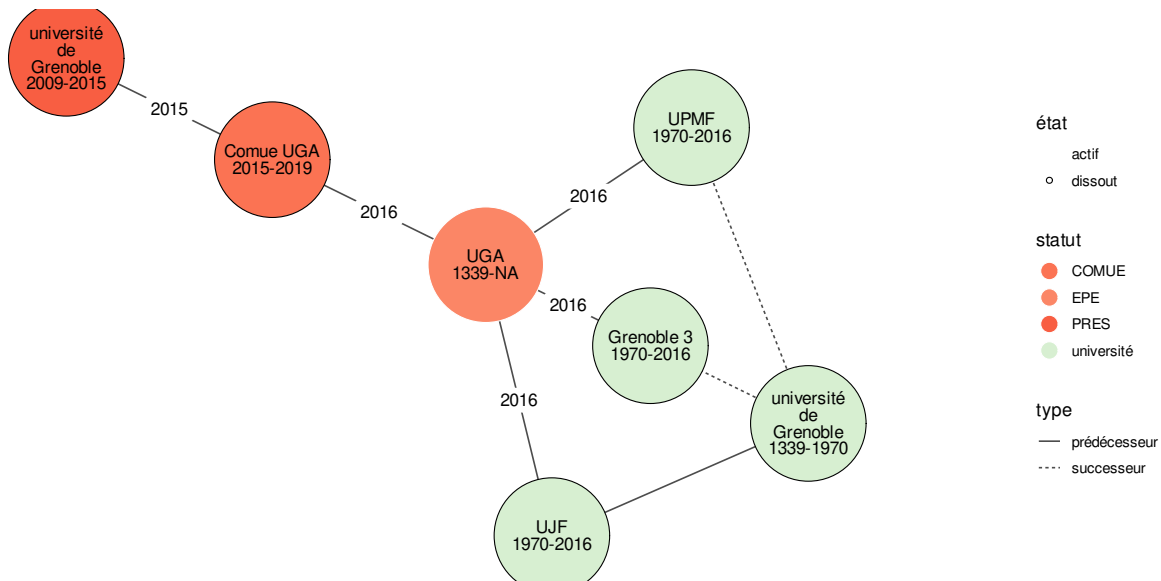 université
de
Grenoble
2009-2015
2015
Comue UGA
2015-2019
2016
UGA
1339-NA
2016
UPMF
1970-2016
2016
Grenoble 3
1970-2016
2016
université
de
Grenoble
1339-1970
UJF
1970-2016
état
actif
dissout
statut
COMUE
EPE
PRES
université
type
prédécesseur
successeur